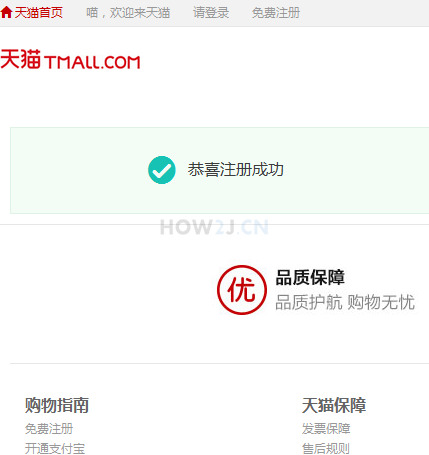 天猫首页 喵，欢迎来天猫 请登录 免费注册
天猫 TMALL.COM
恭喜注册成功
HOW2J.CN
优 品质保障
品质护航 购物无忧
购物指南 天猫保障
免费注册 发票保障
开通支付宝 售后规则